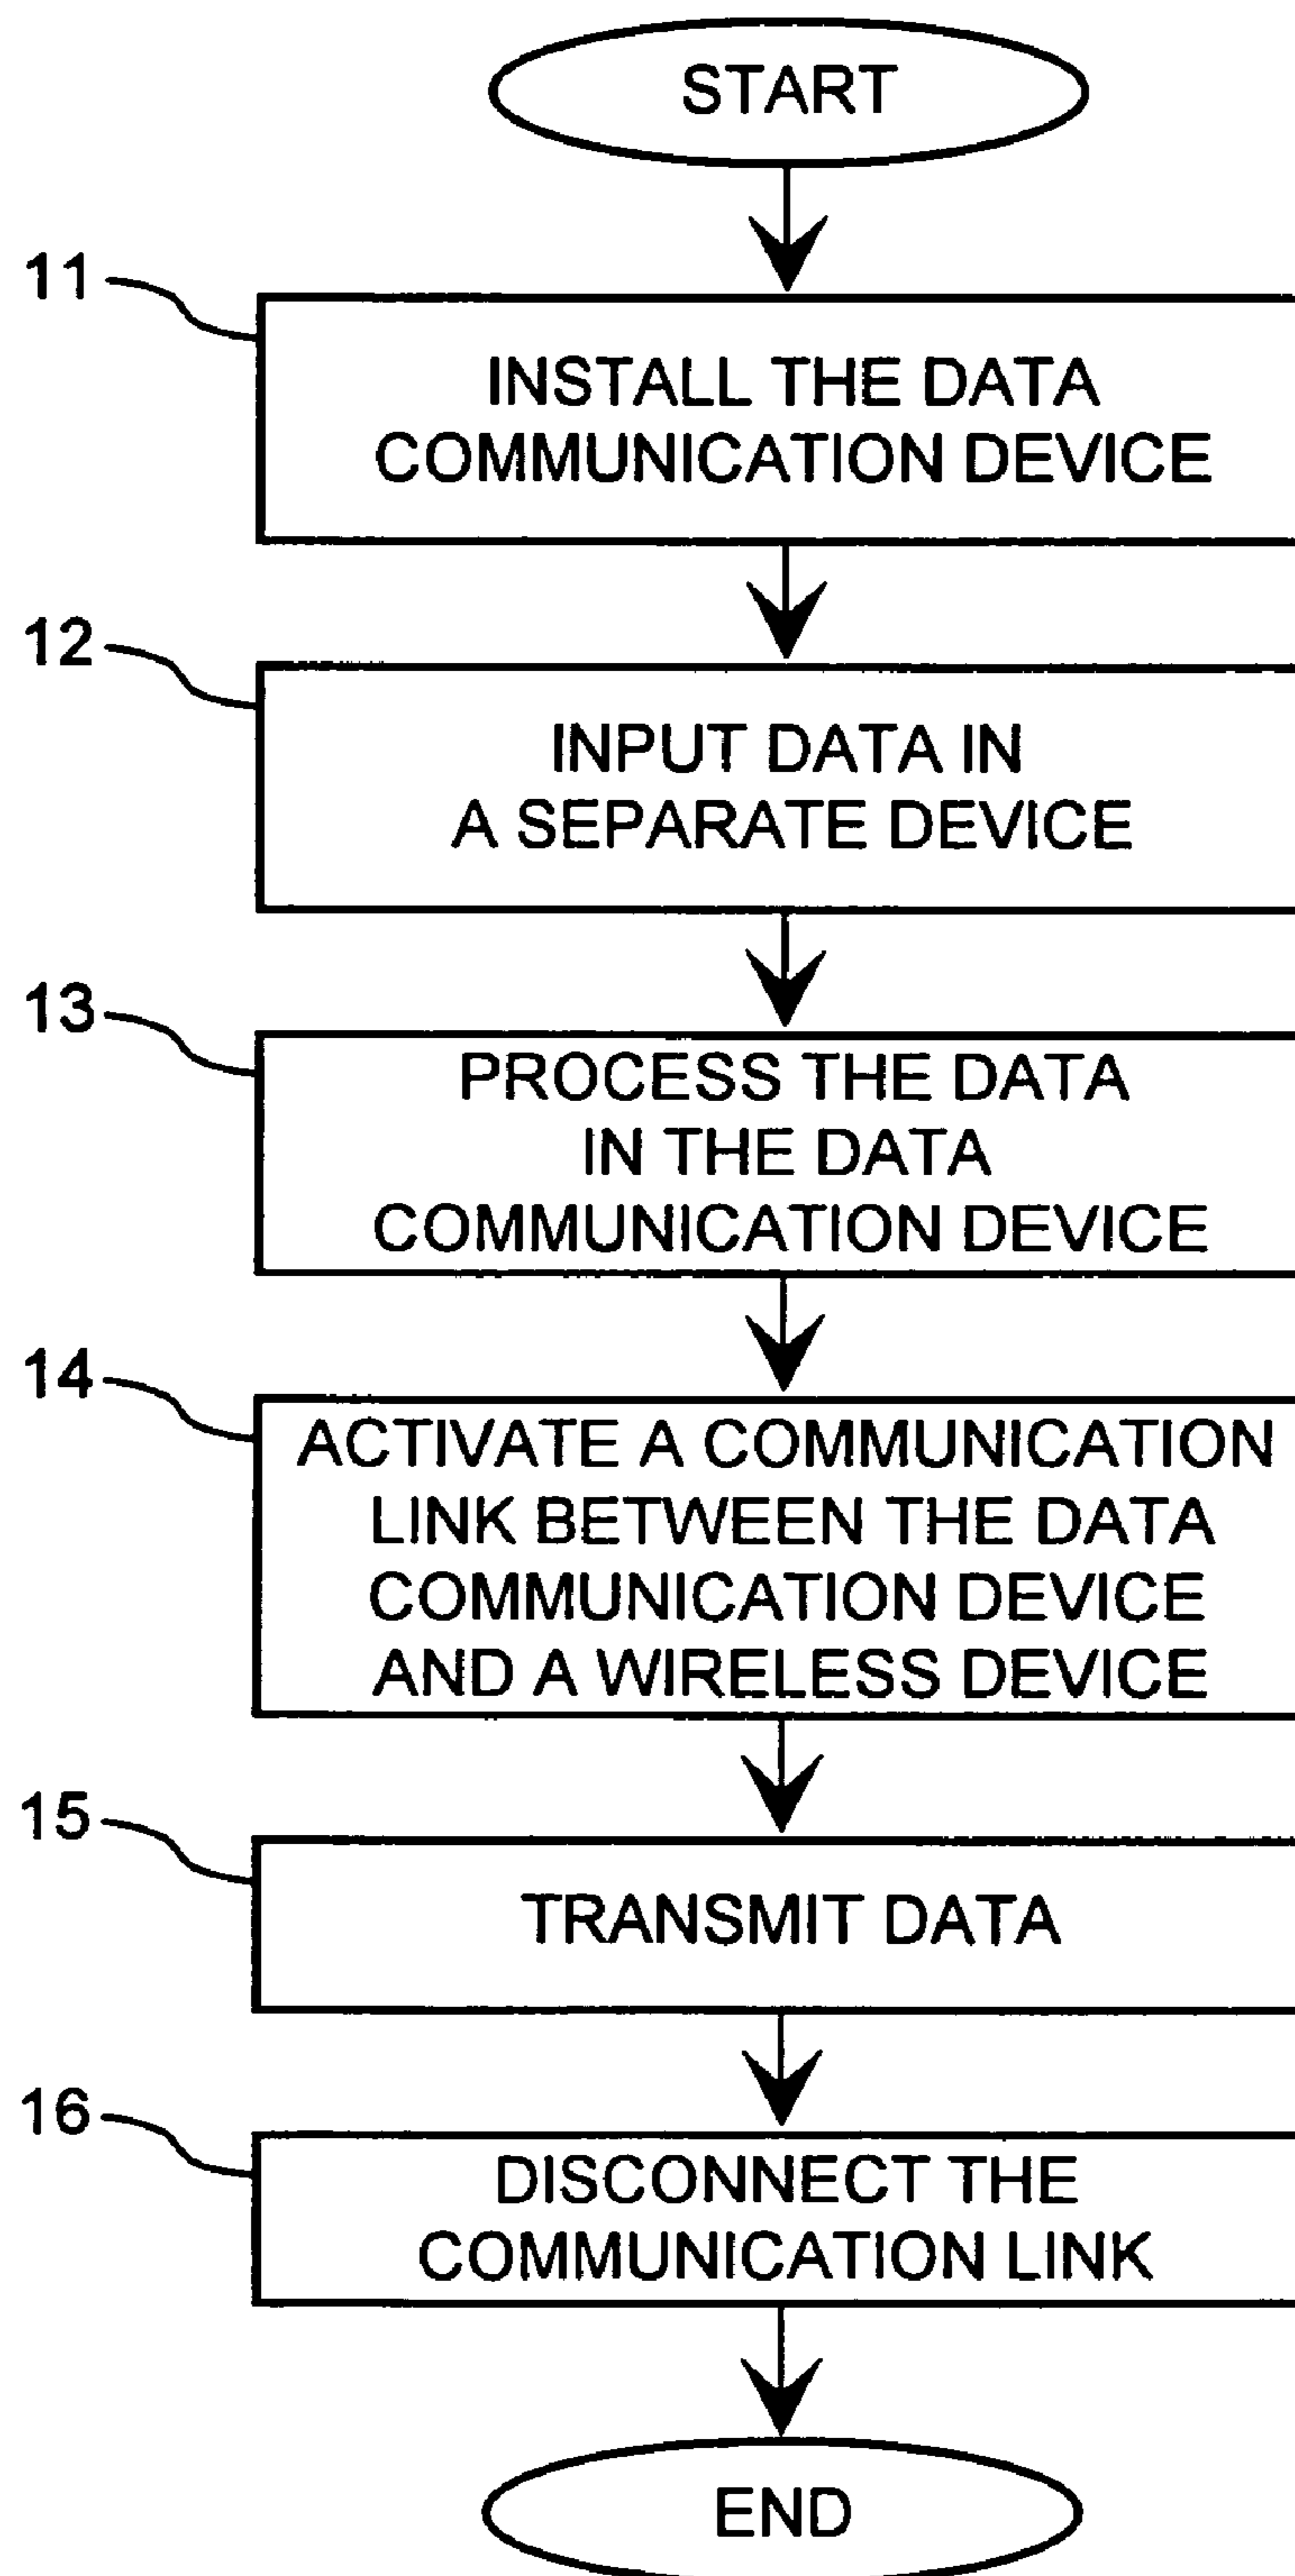 START
11
INSTALL THE DATA
COMMUNICATION DEVICE
12
INPUT DATA IN
A SEPARATE DEVICE
13
PROCESS THE DATA
IN THE DATA
COMMUNICATION DEVICE
14
ACTIVATE A COMMUNICATION
LINK BETWEEN THE DATA
COMMUNICATION DEVICE
AND A WIRELESS DEVICE
15
TRANSMIT DATA
16
DISCONNECT THE
COMMUNICATION LINK
END